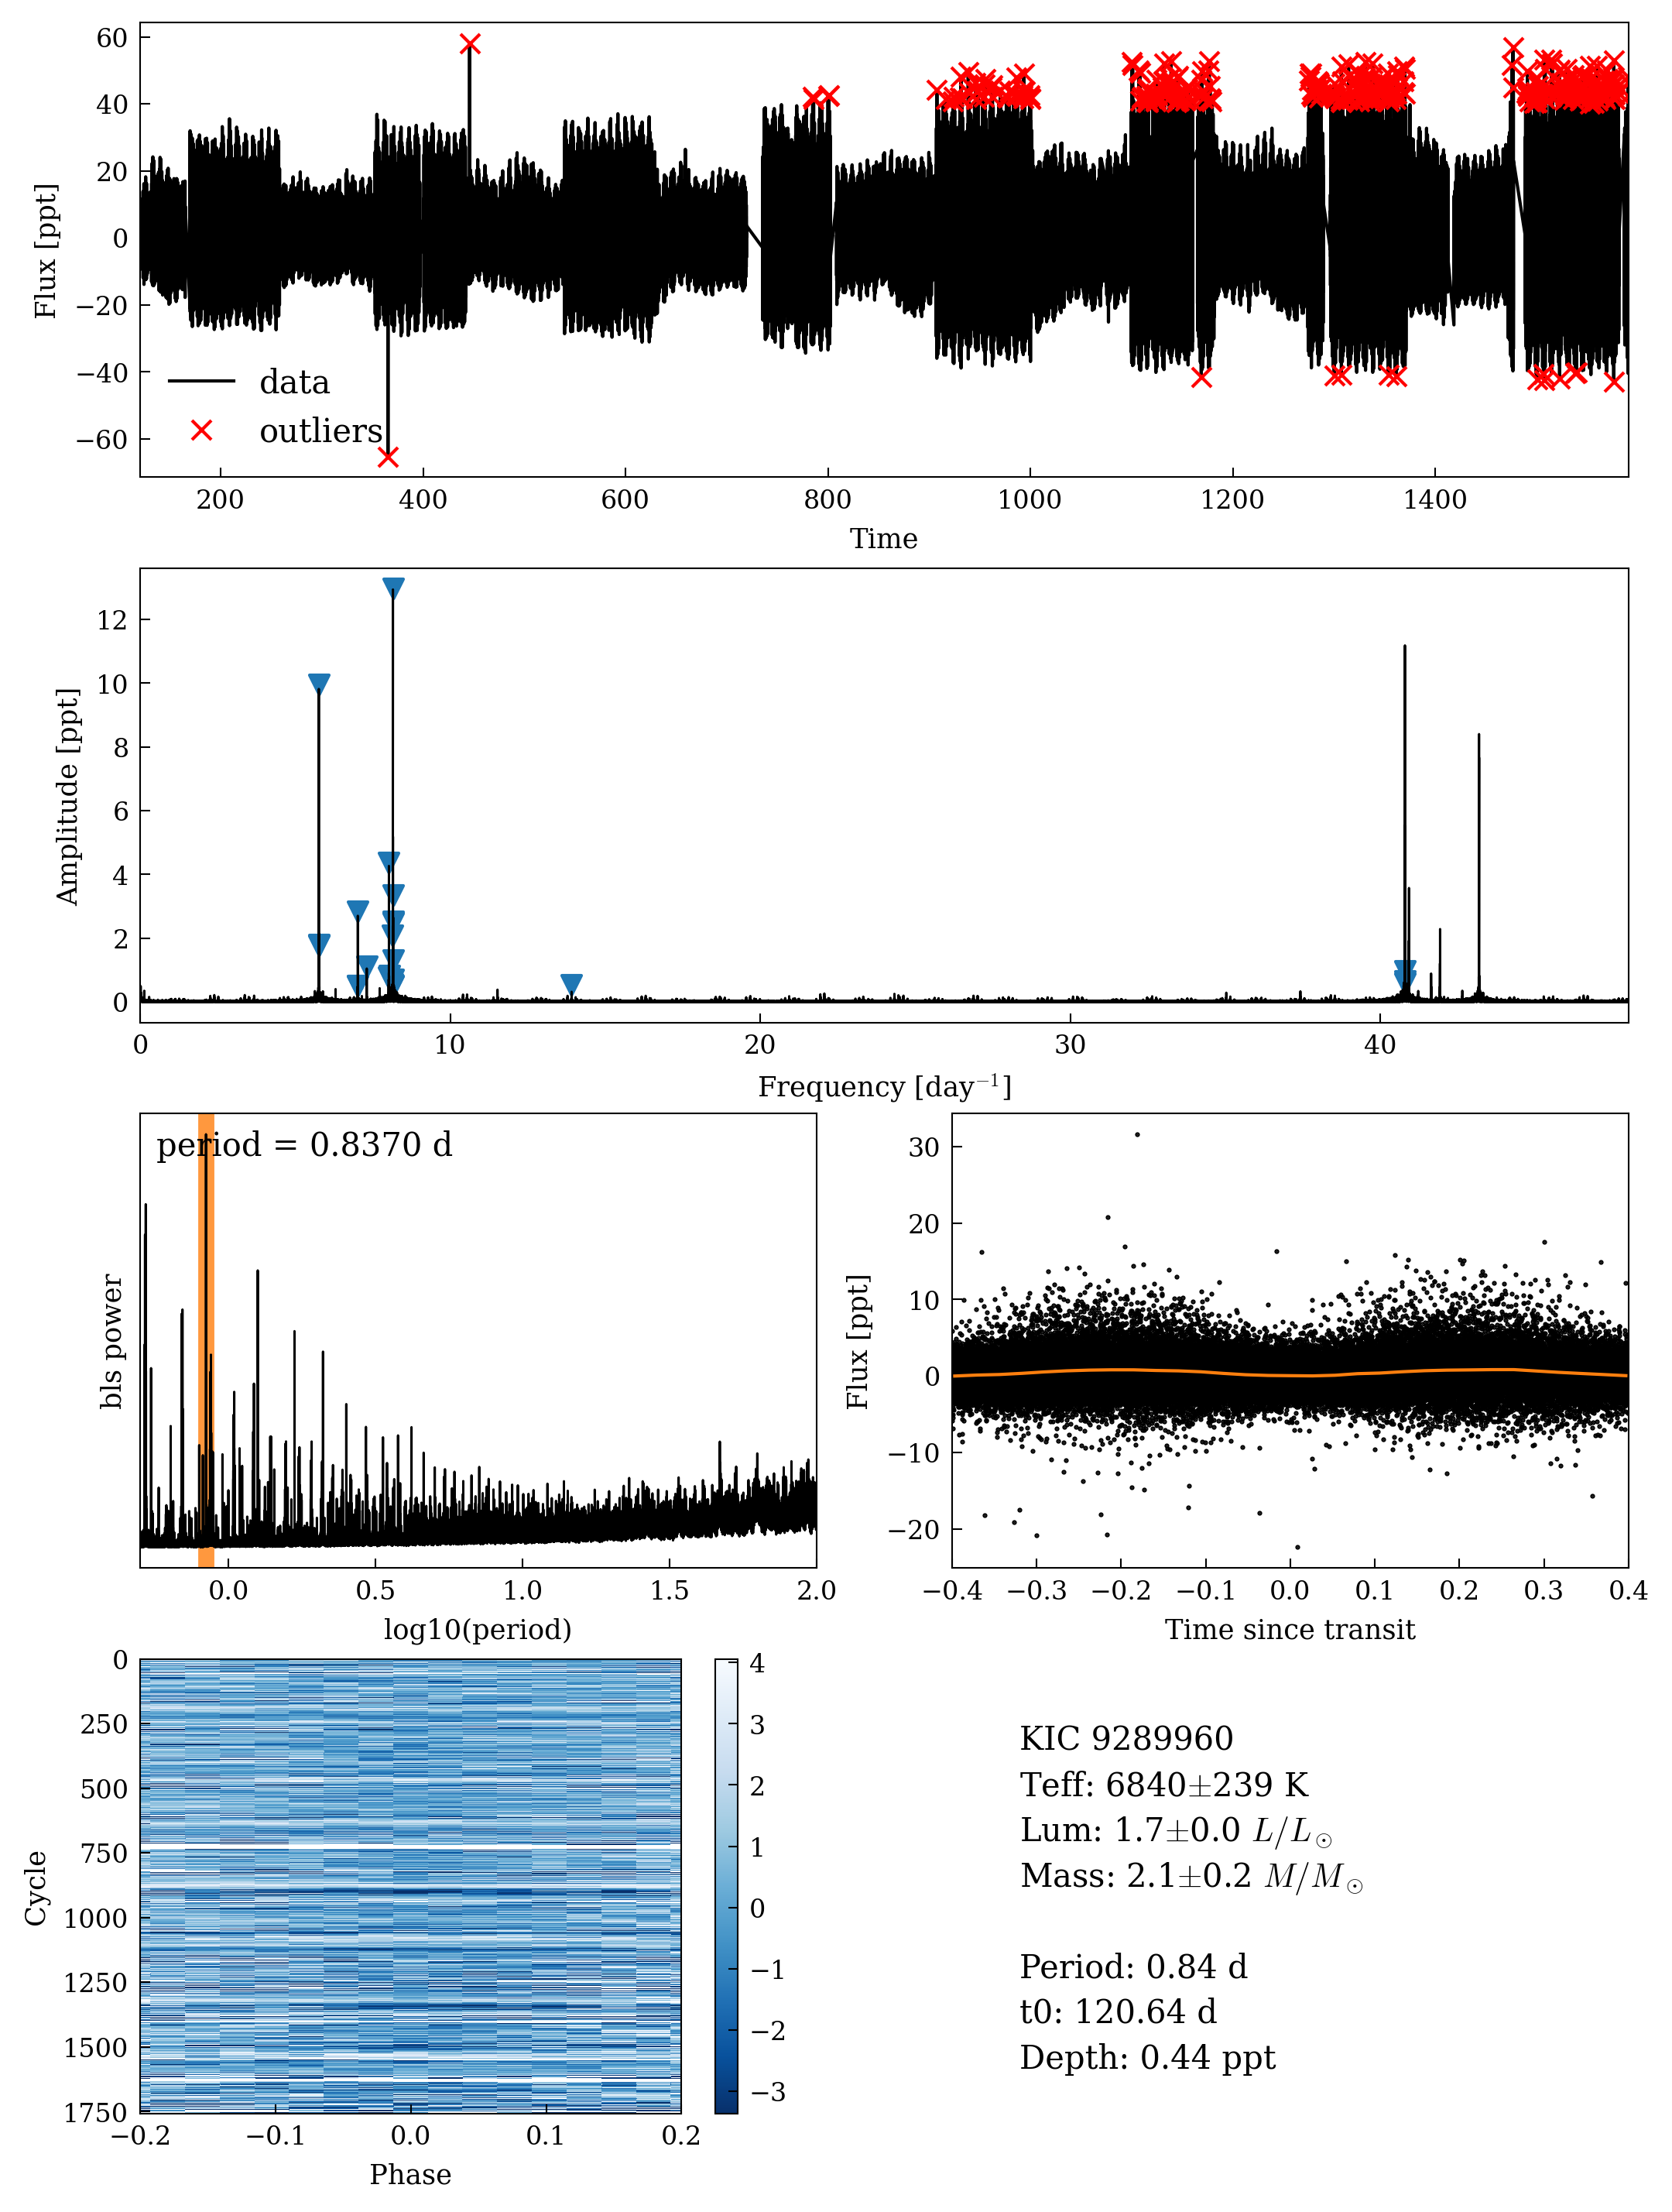 60
40
20
0
−20
−40
−60
Flux [ppt]
data
outliers
200 400 600 800 1000 1200 1400
Time
12
10
8
6
4
2
0
Amplitude [ppt]
0 10 20 30 40
Frequency [day⁻¹]
period = 0.8370 d
bls power
0.0 0.5 1.0 1.5 2.0
log10(period)
30
20
10
0
−10
−20
Flux [ppt]
−0.4 −0.3 −0.2 −0.1 0.0 0.1 0.2 0.3 0.4
Time since transit
0
250
500
750
1000
1250
1500
1750
Cycle
−0.2 −0.1 0.0 0.1 0.2
Phase
4
3
2
1
0
−1
−2
−3
KIC 9289960
Teff: 6840±239 K
Lum: 1.7±0.0 L/L☉
Mass: 2.1±0.2 M/M☉
Period: 0.84 d
t0: 120.64 d
Depth: 0.44 ppt